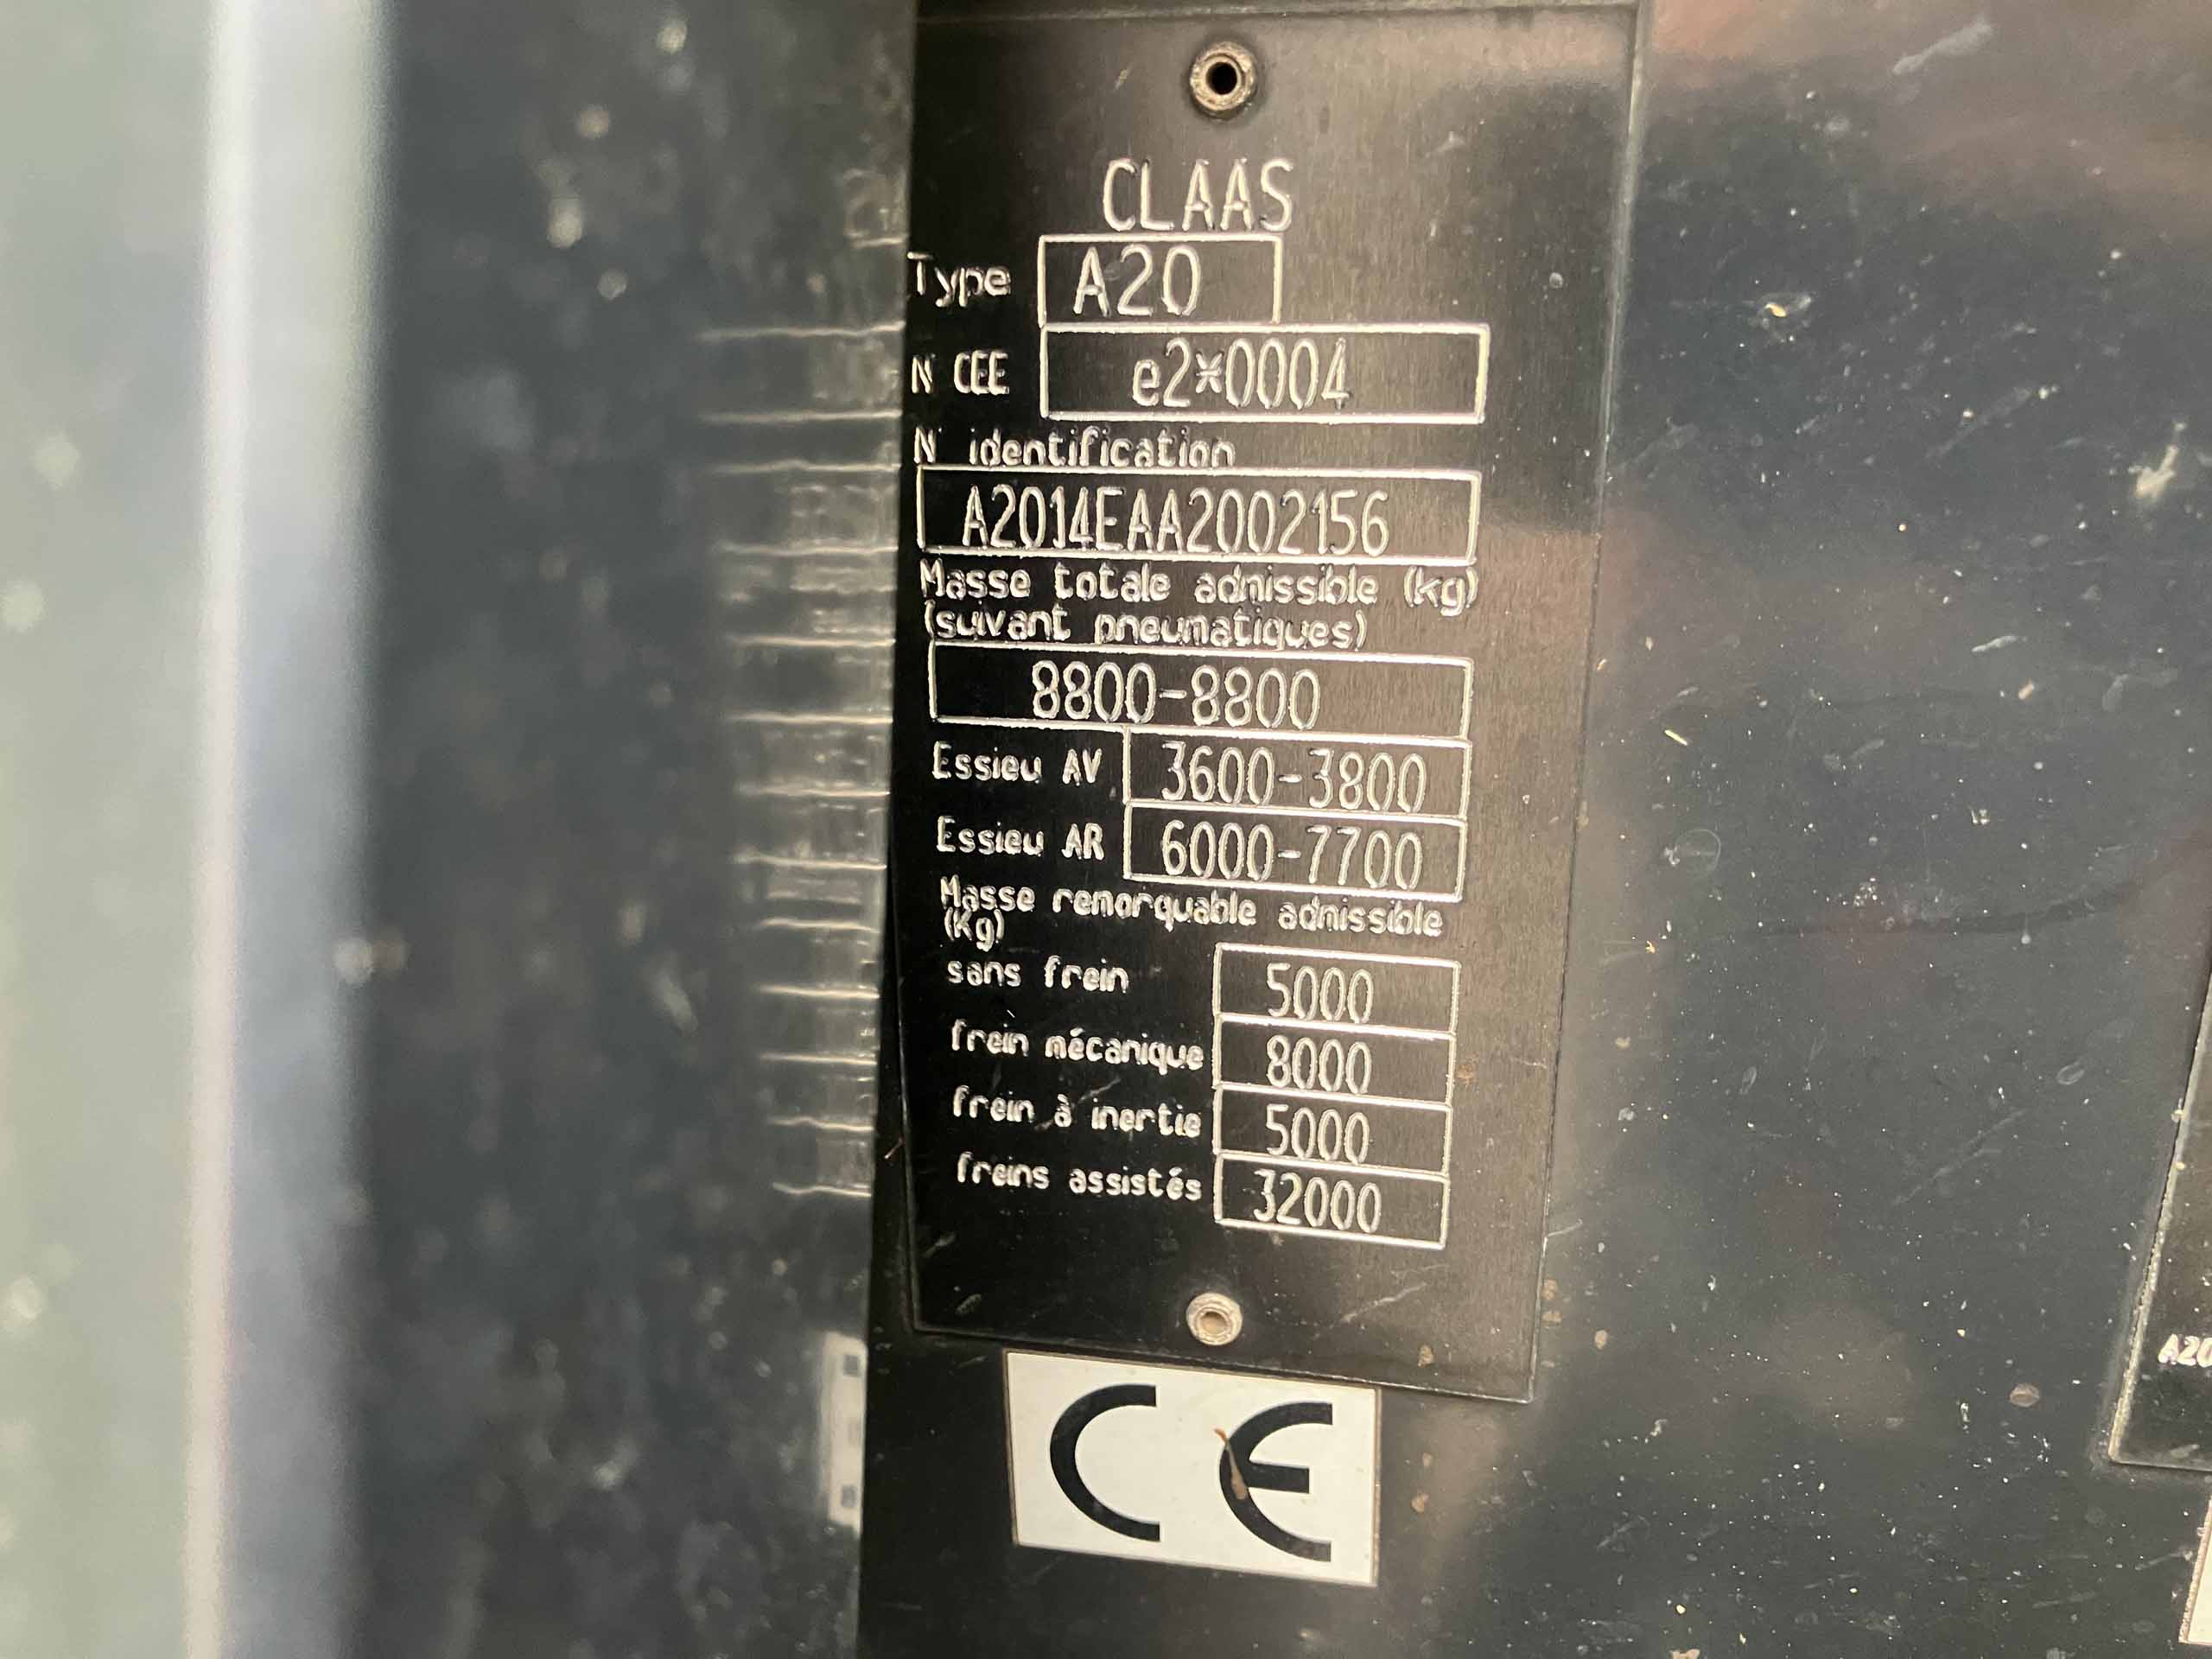 CLAAS
Type A20
N CEE e2*0004
N identification
A2014EAA2002156
Masse totale admissible (kg)
(suivant pneumatiques)
8800-8800
Essieu AV 3600-3800
Essieu AR 6000-7700
Masse remorquable admissible
(Kg)
sans frein 5000
frein mécanique 8000
frein à inertie 5000
freins assistés 32000
CE
A20